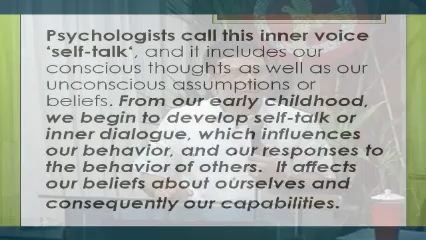 Psychologists call this inner voice
‘self-talk‘, and it includes our
conscious thoughts as well as our
unconscious assumptions or
beliefs. From our early childhood,
we begin to develop self-talk or
inner dialogue, which influences
our behavior, and our responses to
the behavior of others. It affects
our beliefs about ourselves and
consequently our capabilities.